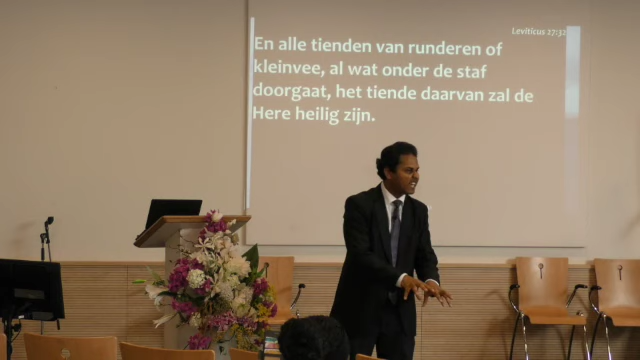 Leviticus 27:32
En alle tienden van runderen of
kleinvee, al wat onder de staf
doorgaat, het tiende daarvan zal de
Here heilig zijn.